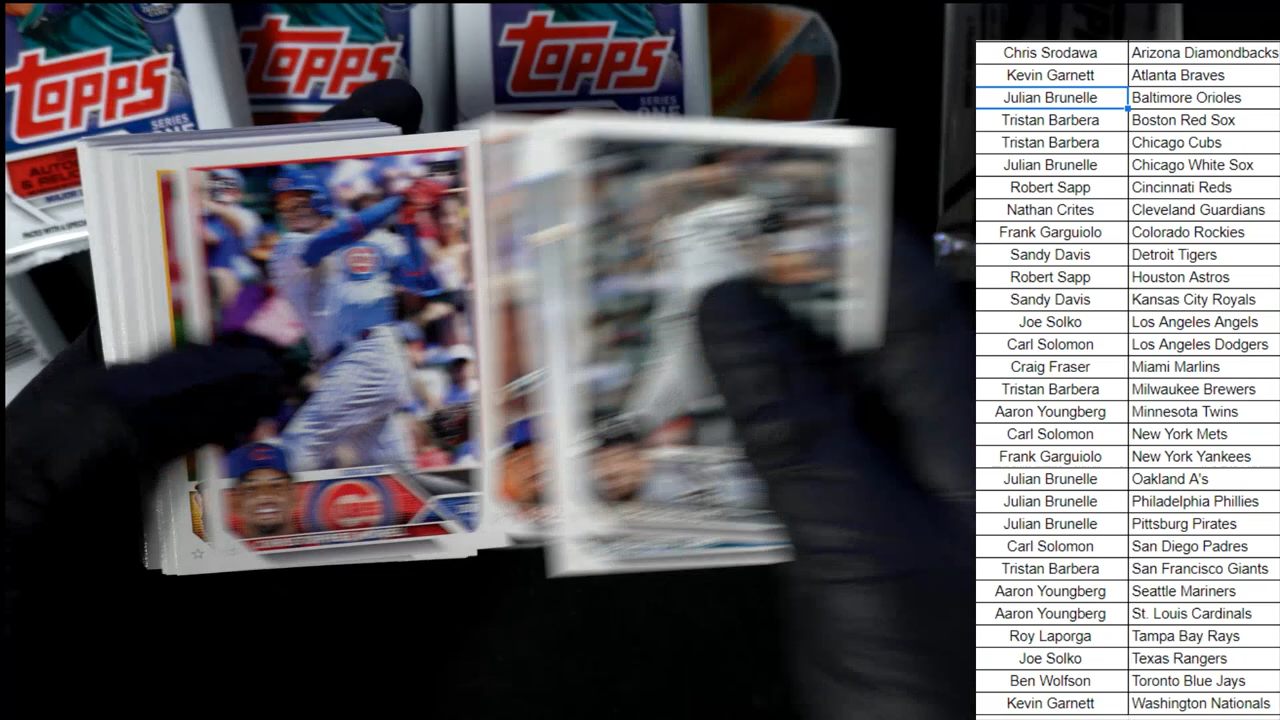 TOPPS
TOPPS
TOPPS
SERIES
SERIES
ONE
Chris Srodawa Arizona Diamondbacks
Kevin Garnett Atlanta Braves
Julian Brunelle Baltimore Orioles
Tristan Barbera Boston Red Sox
Tristan Barbera Chicago Cubs
Julian Brunelle Chicago White Sox
Robert Sapp Cincinnati Reds
Nathan Crites Cleveland Guardians
Frank Garguiolo Colorado Rockies
Sandy Davis Detroit Tigers
Robert Sapp Houston Astros
Sandy Davis Kansas City Royals
Joe Solko Los Angeles Angels
Carl Solomon Los Angeles Dodgers
Craig Fraser Miami Marlins
Tristan Barbera Milwaukee Brewers
Aaron Youngberg Minnesota Twins
Carl Solomon New York Mets
Frank Garguiolo New York Yankees
Julian Brunelle Oakland A's
Julian Brunelle Philadelphia Phillies
Julian Brunelle Pittsburg Pirates
Carl Solomon San Diego Padres
Tristan Barbera San Francisco Giants
Aaron Youngberg Seattle Mariners
Aaron Youngberg St. Louis Cardinals
Roy Laporga Tampa Bay Rays
Joe Solko Texas Rangers
Ben Wolfson Toronto Blue Jays
Kevin Garnett Washington Nationals